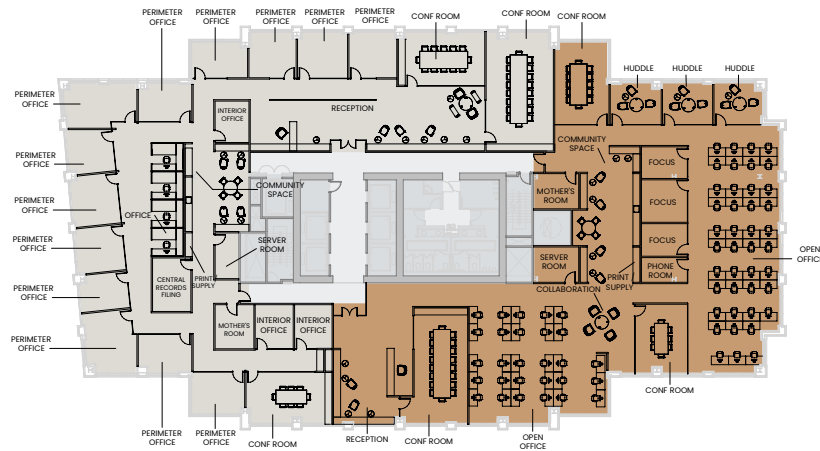 PERIMETER
OFFICE
PERIMETER
OFFICE
PERIMETER
OFFICE
PERIMETER
OFFICE
PERIMETER
OFFICE
CONF ROOM
CONF ROOM
CONF ROOM
HUDDLE
HUDDLE
HUDDLE
PERIMETER
OFFICE
INTERIOR
OFFICE
RECEPTION
PERIMETER
OFFICE
COMMUNITY
SPACE
FOCUS
COMMUNITY
SPACE
MOTHER'S
ROOM
PERIMETER
OFFICE
OFFICE
FOCUS
PERIMETER
OFFICE
SERVER
ROOM
FOCUS
OPEN
OFFIC
CENTRAL
RECORDS
FILING
PRINT
SUPPLY
SERVER
ROOM
PRINT
SUPPLY
PHONE
ROOM
COLLABORATION
PERIMETER
OFFICE
MOTHER'S
ROOM
INTERIOR
OFFICE
INTERIOR
OFFICE
PERIMETER
OFFICE
CONF ROOM
PERIMETER
OFFICE
PERIMETER
OFFICE
CONF ROOM
RECEPTION
CONF ROOM
OPEN
OFFICE